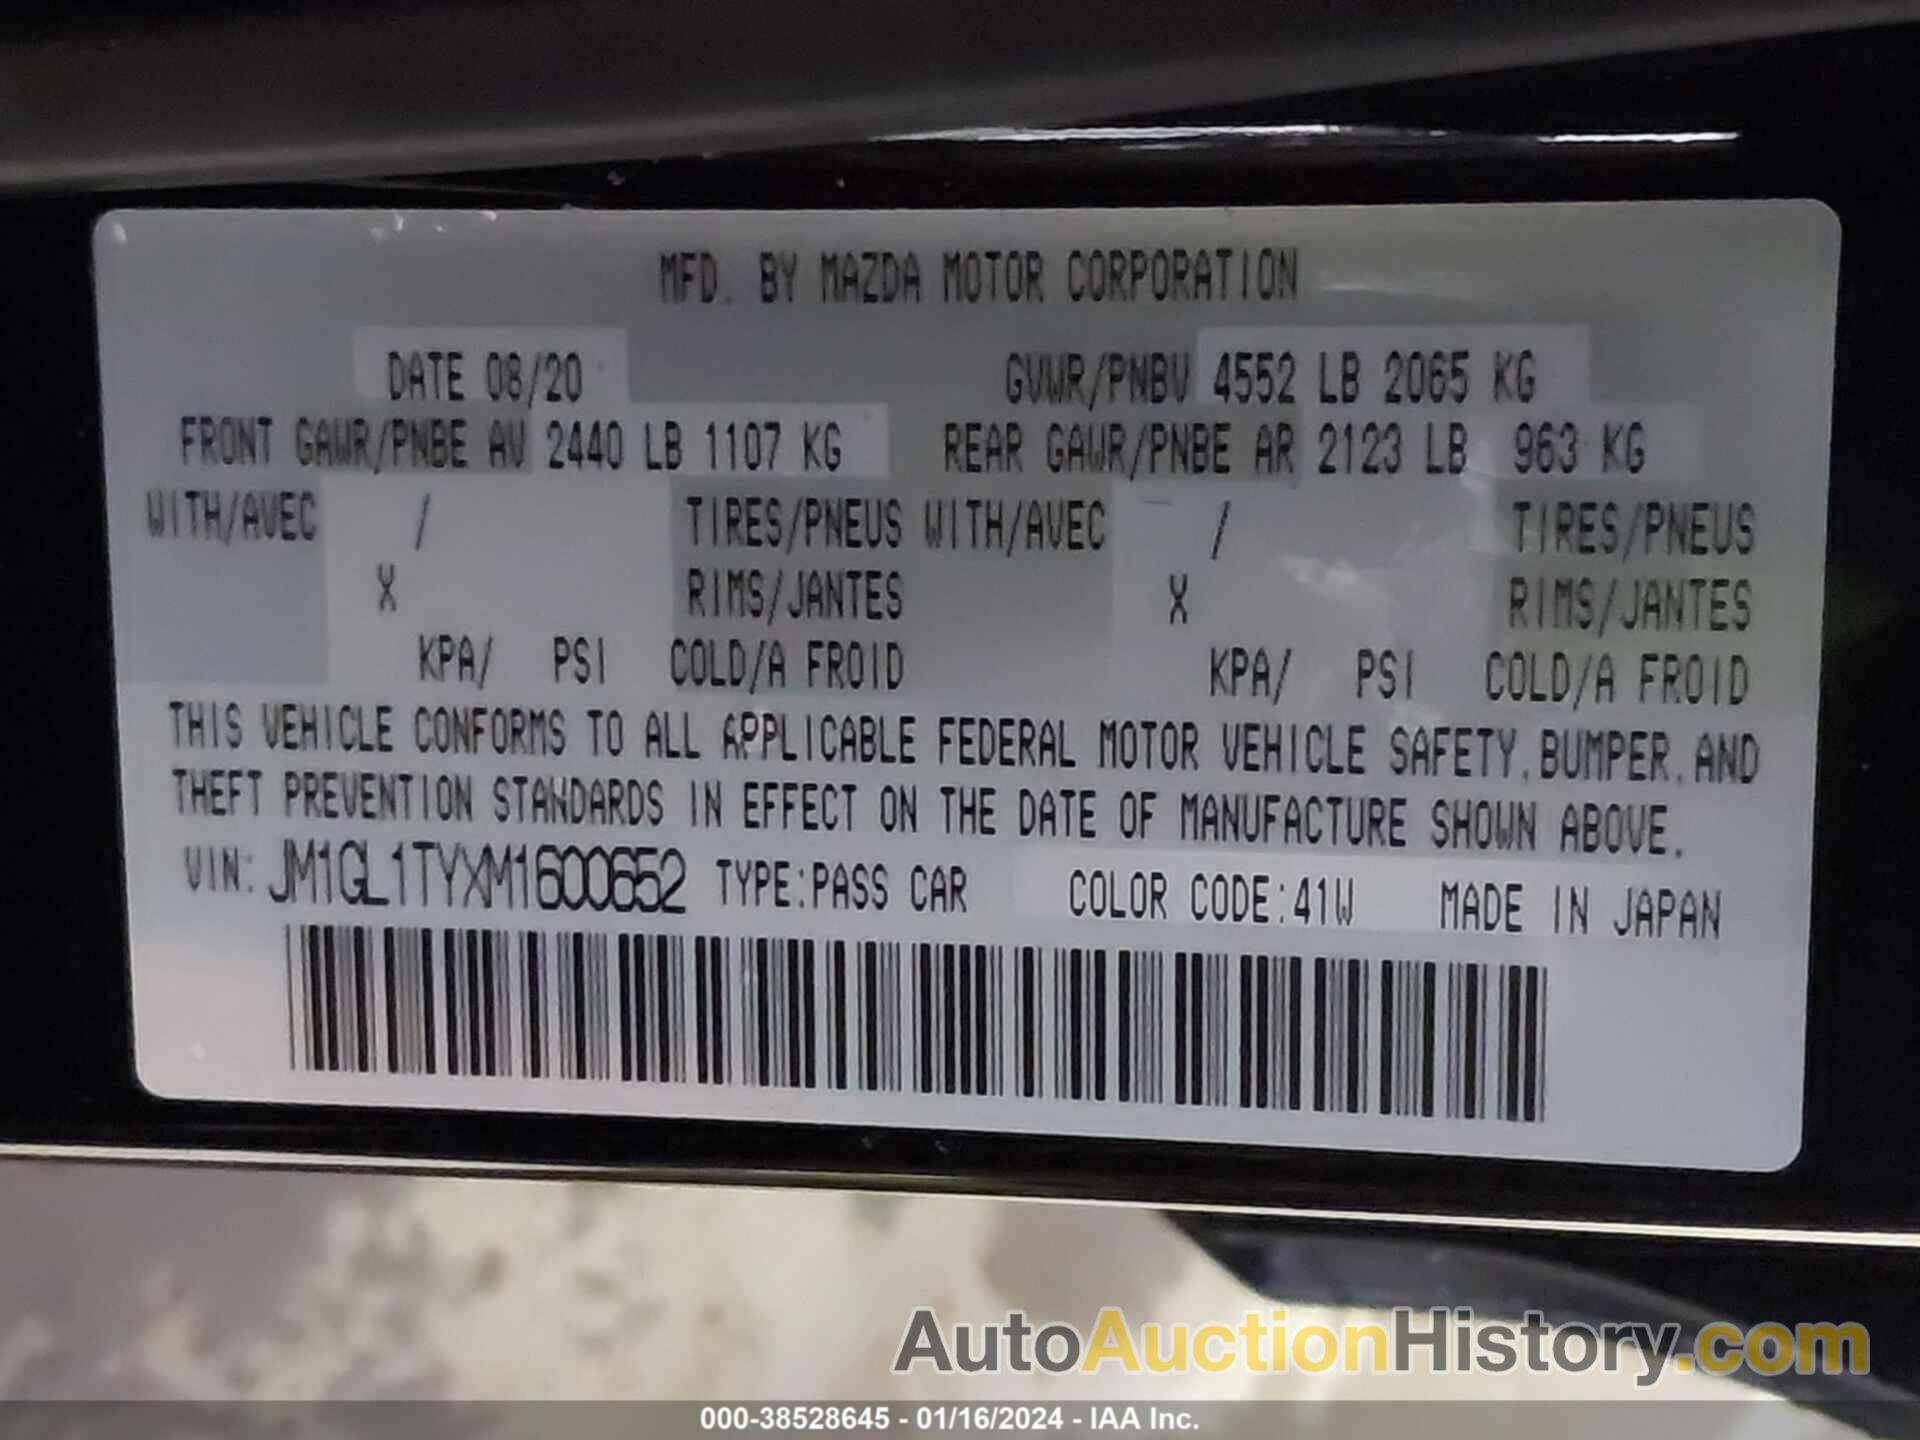 MFD. BY MAZDA MOTOR CORPORATION
DATE 08/20 GVWR/PNBV 4552 LB 2065 KG
FRONT GAWR/PNBE AV 2440 LB 1107 KG REAR GAWR/PNBE AR 2123 LB 963 KG
WITH/AVEC / TIRES/PNEUS WITH/AVEC / TIRES/PNEUS
X RIMS/JANTES X RIMS/JANTES
KPA/ PSI COLD/A FROID KPA/ PSI COLD/A FROID
THIS VEHICLE CONFORMS TO ALL APPLICABLE FEDERAL MOTOR VEHICLE SAFETY, BUMPER, AND
THEFT PREVENTION STANDARDS IN EFFECT ON THE DATE OF MANUFACTURE SHOWN ABOVE.
VIN: JM1GL1TYXM1600652 TYPE:PASS CAR COLOR CODE:41W MADE IN JAPAN
AutoAuctionHistory.com
000-38528645 - 01/16/2024 - IAA Inc.